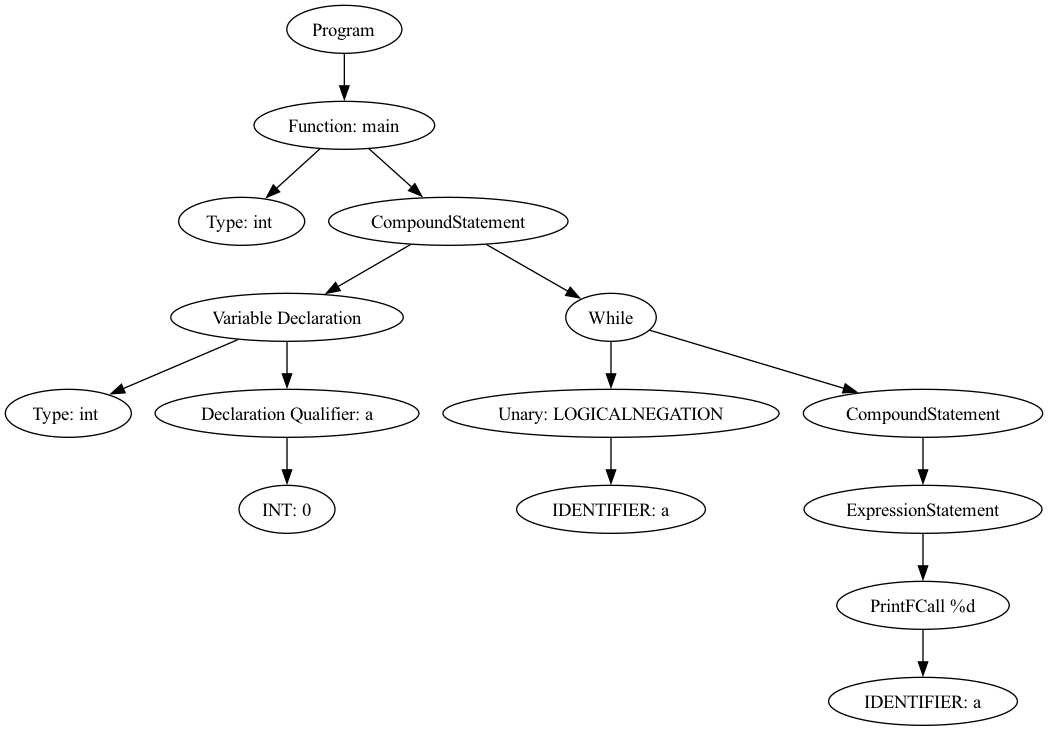 Program
Function: main
Type: int
CompoundStatement
Variable Declaration
While
Type: int
Declaration Qualifier: a
Unary: LOGICALNEGATION
CompoundStatement
INT: 0
IDENTIFIER: a
ExpressionStatement
PrintFCall %d
IDENTIFIER: a